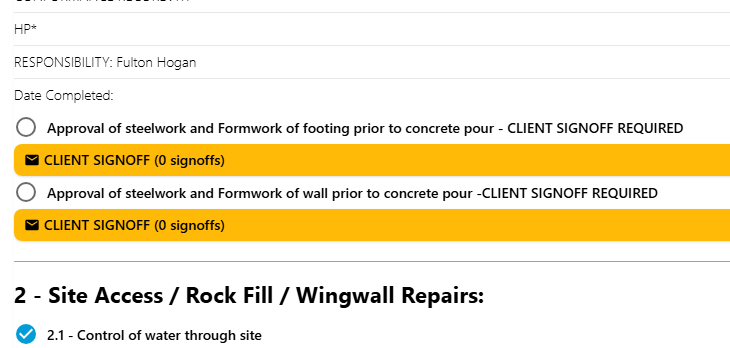 HP*
RESPONSIBILITY: Fulton Hogan
Date Completed:
Approval of steelwork and Formwork of footing prior to concrete pour - CLIENT SIGNOFF REQUIRED
CLIENT SIGNOFF (0 signoffs)
Approval of steelwork and Formwork of wall prior to concrete pour -CLIENT SIGNOFF REQUIRED
CLIENT SIGNOFF (0 signoffs)
2 - Site Access / Rock Fill / Wingwall Repairs:
2.1 - Control of water through site